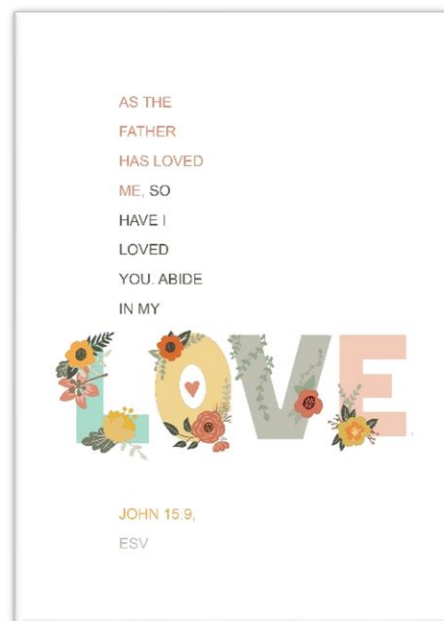 AS THE
FATHER
HAS LOVED
ME, SO
HAVE I
LOVED
YOU. ABIDE
IN MY
LOVE
JOHN 15:9,
ESV